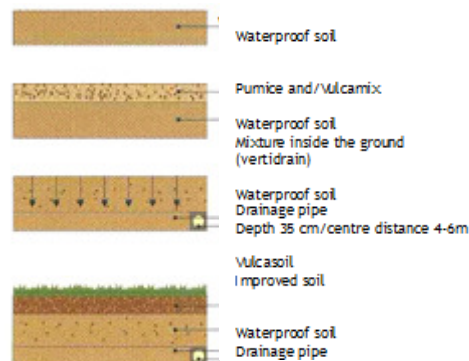 Waterproof soil
Pumice and/Vulcamix
Waterproof soil
Mixture inside the ground
(vertidrain)
Waterproof soil
Drainage pipe
Depth 35 cm/centre distance 4-6m
Vulcasoil
Improved soil
Waterproof soil
Drainage pipe